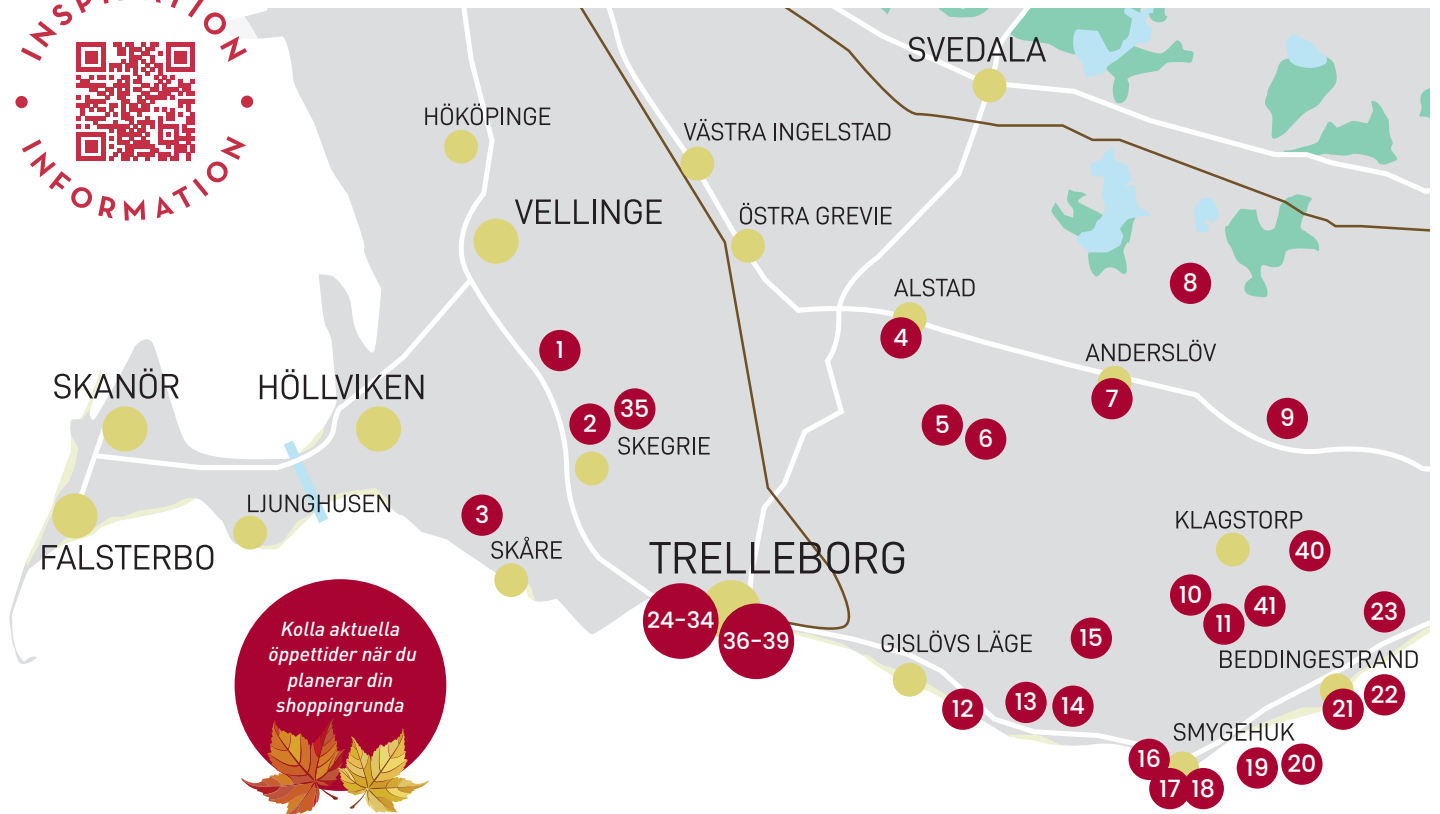 INSPIRATION
INFORMATION
SVEDALA
HÖKÖPINGE
VÄSTRA INGELSTAD
VELLINGE
ÖSTRA GREVIE
8
ALSTAD
4
1
ANDERSLÖV
7
SKANÖR
HÖLLVIKEN
35
2
5
6
9
SKEGRIE
LJUNGHUSEN
3
KLAGSTORP
40
FALSTERBO
SKÅRE
TRELLEBORG
24–34
36–39
10
41
11
23
15
GISLÖVS LÄGE
BEDDINGESTRAND
12
13
14
21
22
SMYGEHUK
16
17
18
19
20
Kolla aktuella
öppettider när du
planerar din
shoppingrunda